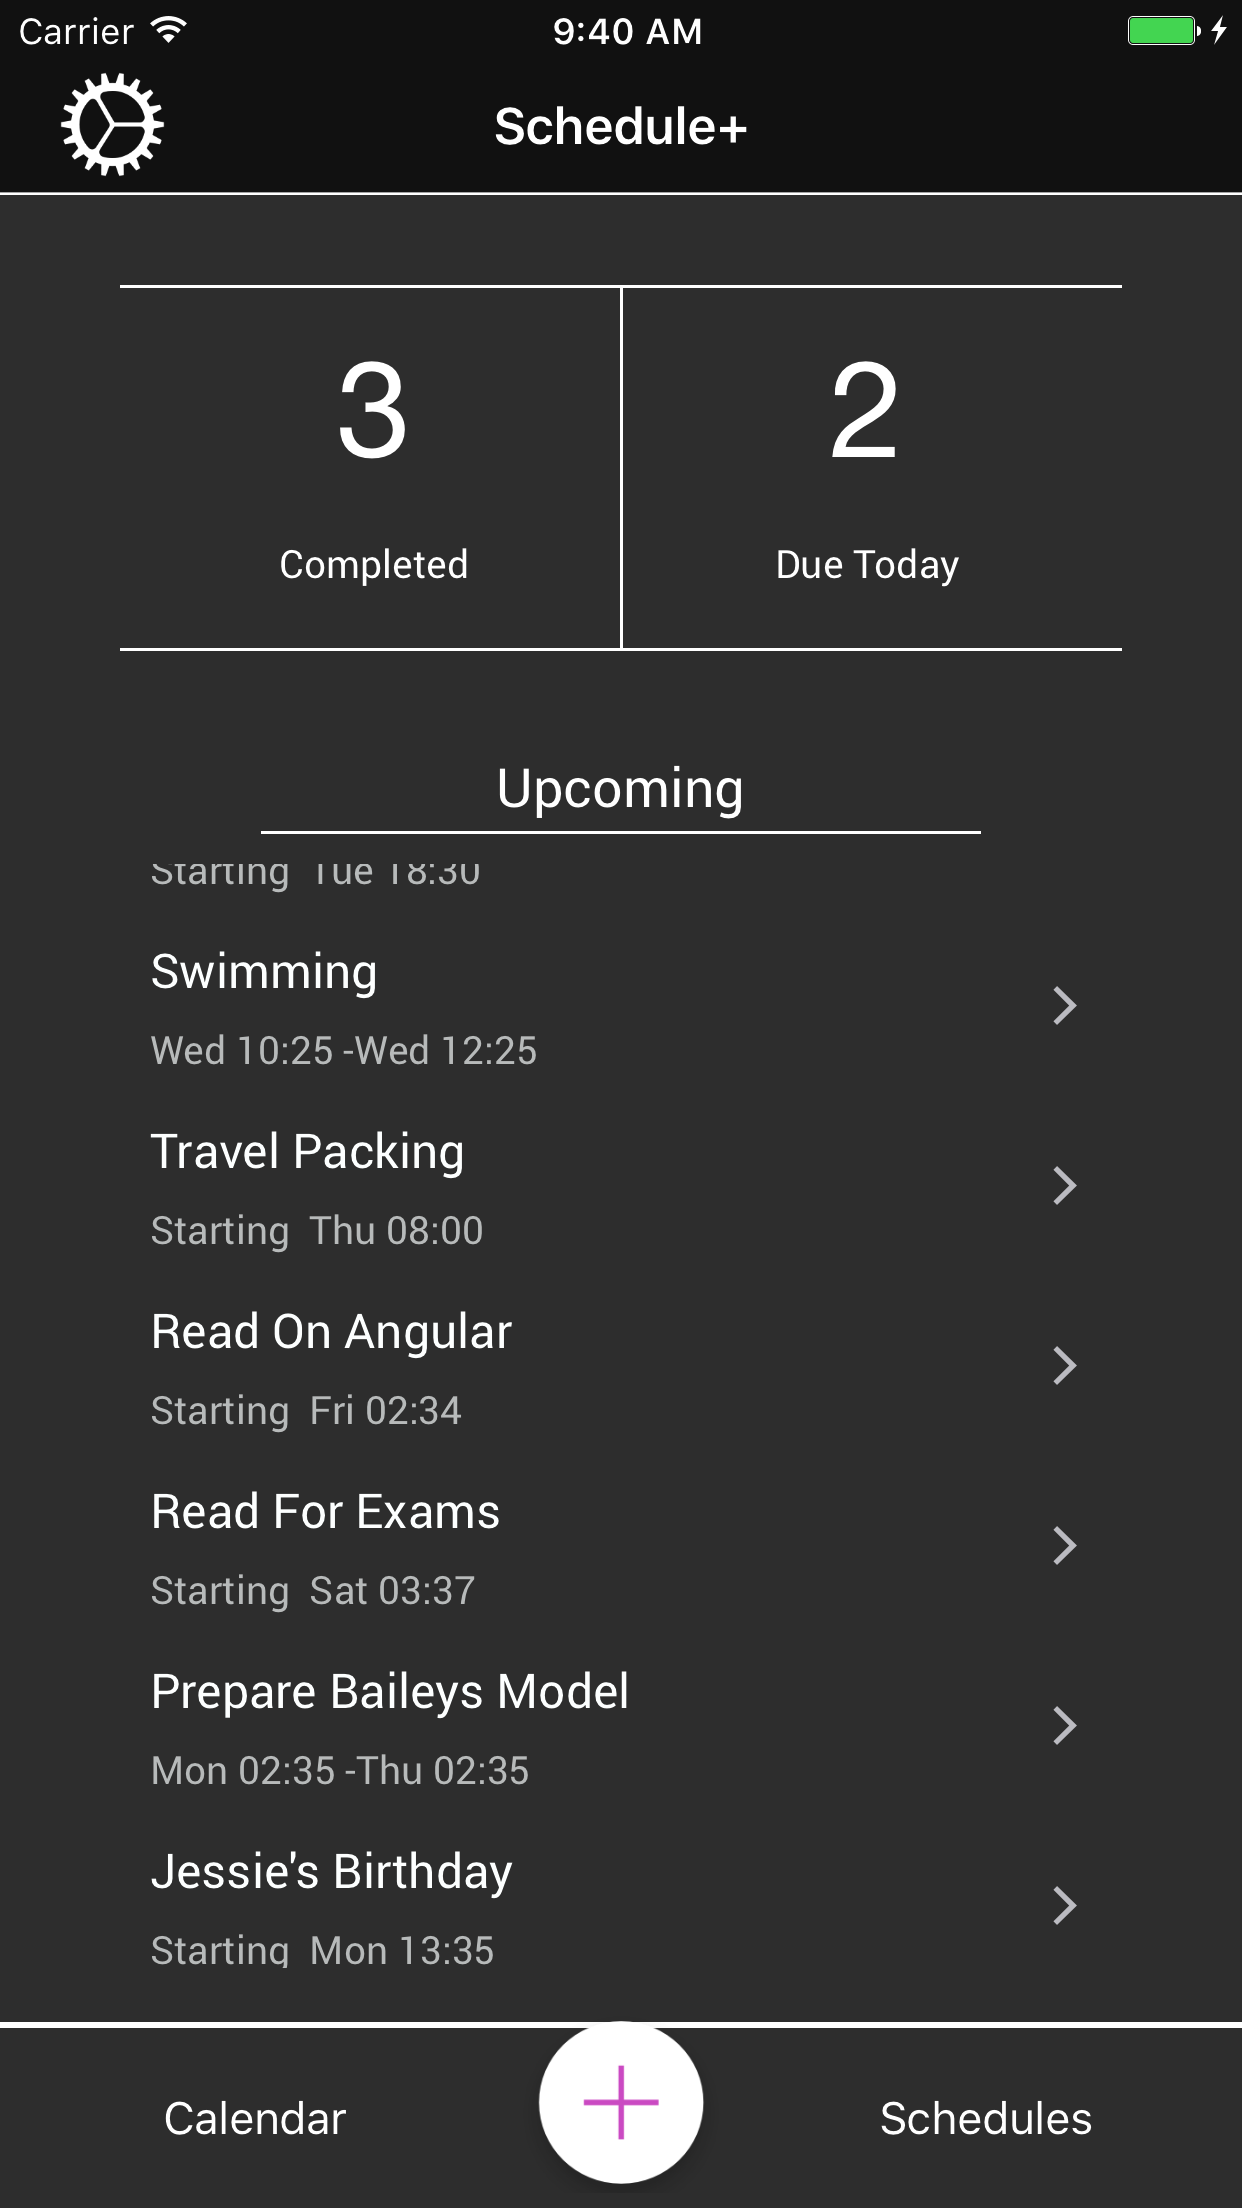 Carrier 9:40 AM
Schedule+
3 2
Completed Due Today
Upcoming
Starting Tue 18:30
Swimming
Wed 10:25 -Wed 12:25
Travel Packing
Starting Thu 08:00
Read On Angular
Starting Fri 02:34
Read For Exams
Starting Sat 03:37
Prepare Baileys Model
Mon 02:35 -Thu 02:35
Jessie's Birthday
Starting Mon 13:35
Calendar Schedules